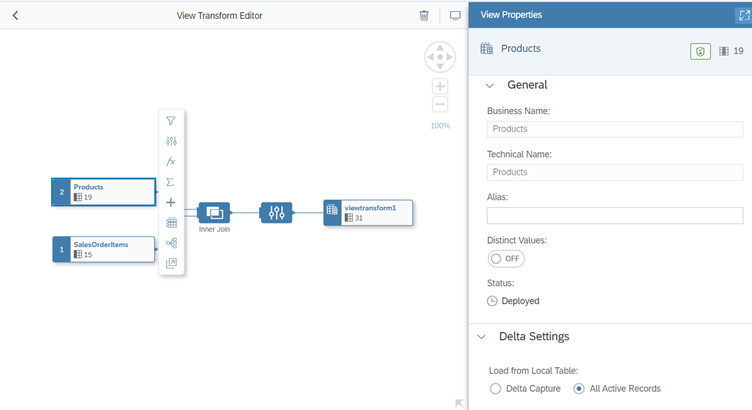 View Transform Editor
View Properties
Products
19
General
Business Name:
Products
Technical Name:
Products
Alias:
Distinct Values:
OFF
Status:
Deployed
Delta Settings
Load from Local Table:
Delta Capture
All Active Records
100%
2
Products
19
1
SalesOrderItems
15
fx
Σ
Inner Join
viewtransform1
31